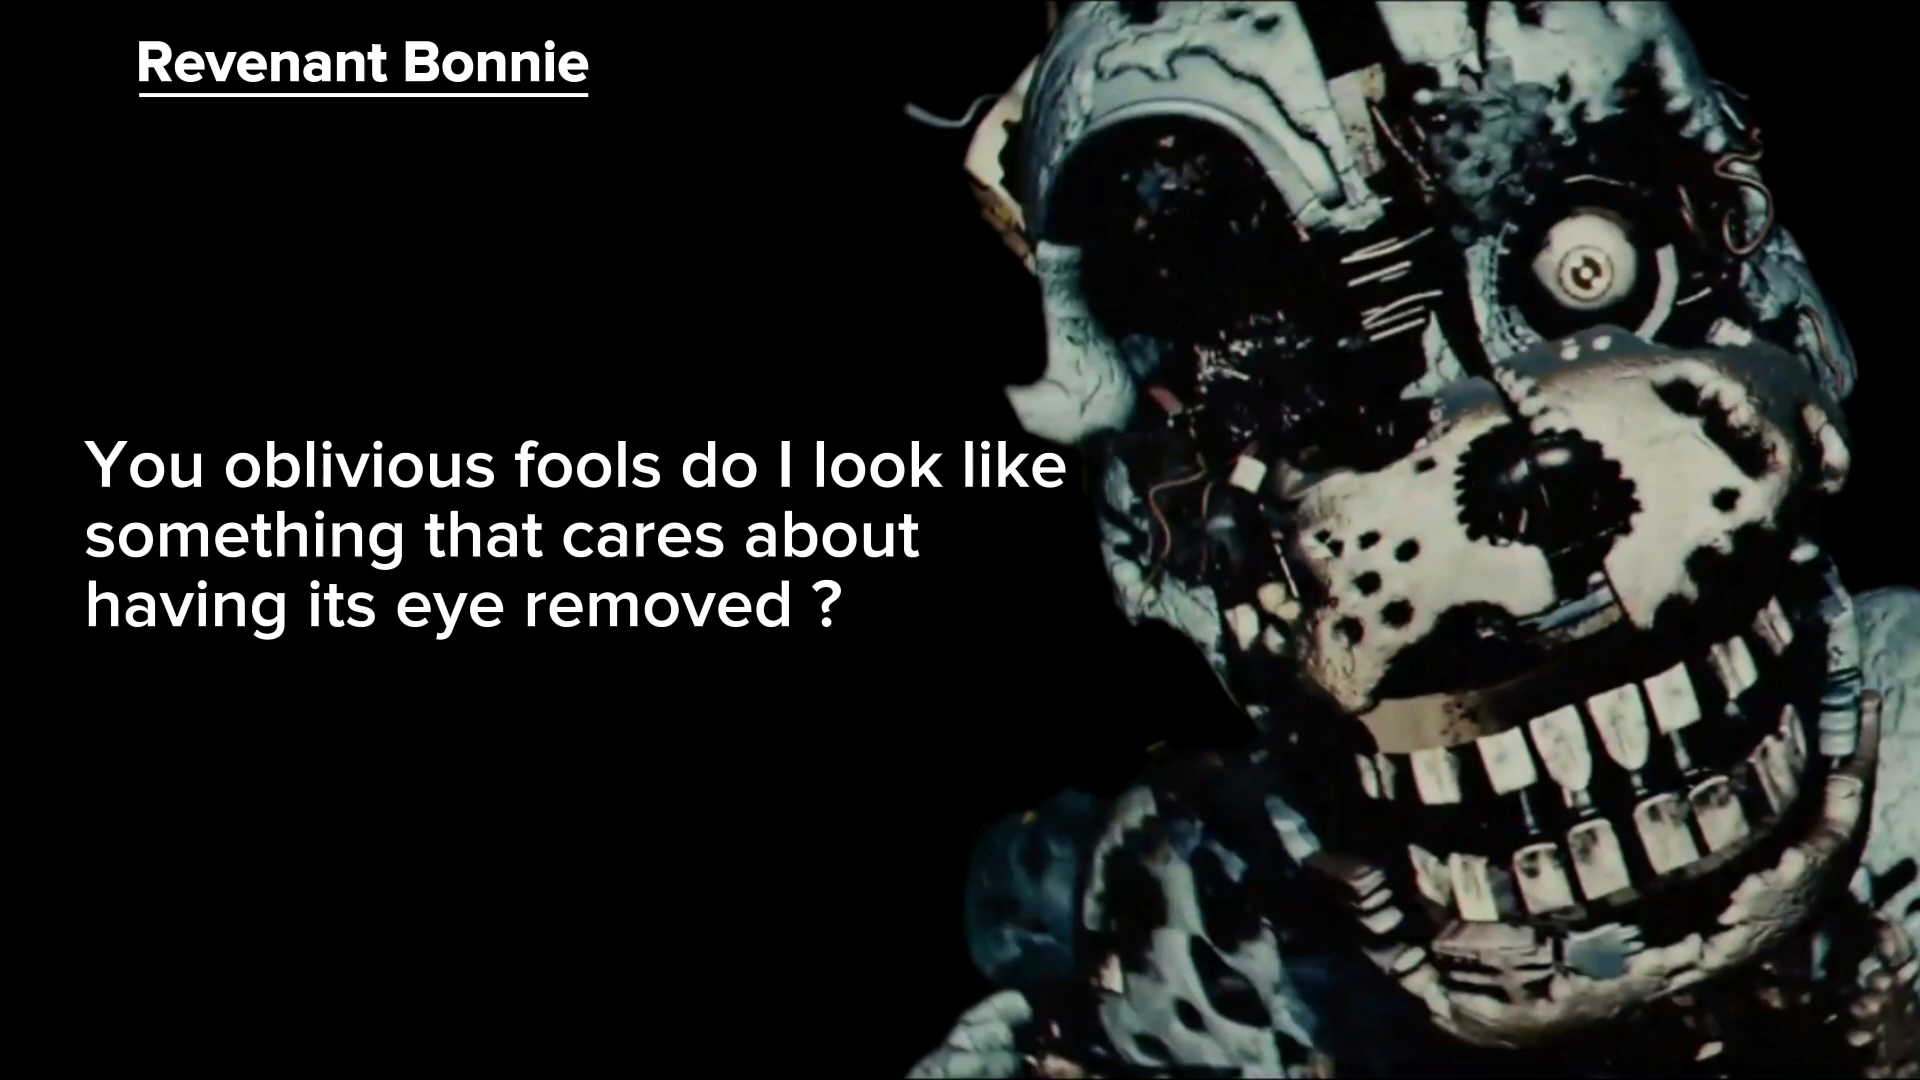 Revenant Bonnie
You oblivious fools do I look like
something that cares about
having its eye removed ?